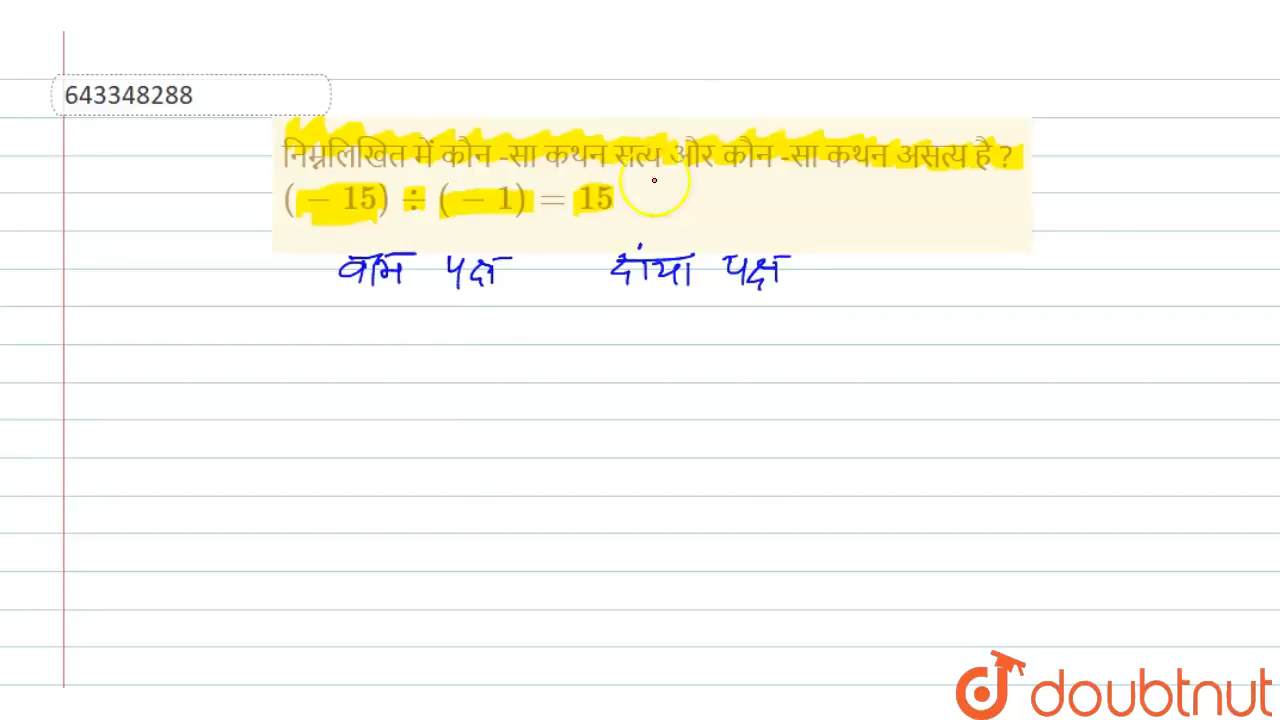 643348288
निम्नलिखित में कौन -सा कथन सत्य और कौन -सा कथन असत्य है ?
(−15) ÷ (−1) = 15
वाम पक्ष दांया पक्ष
doubtnut